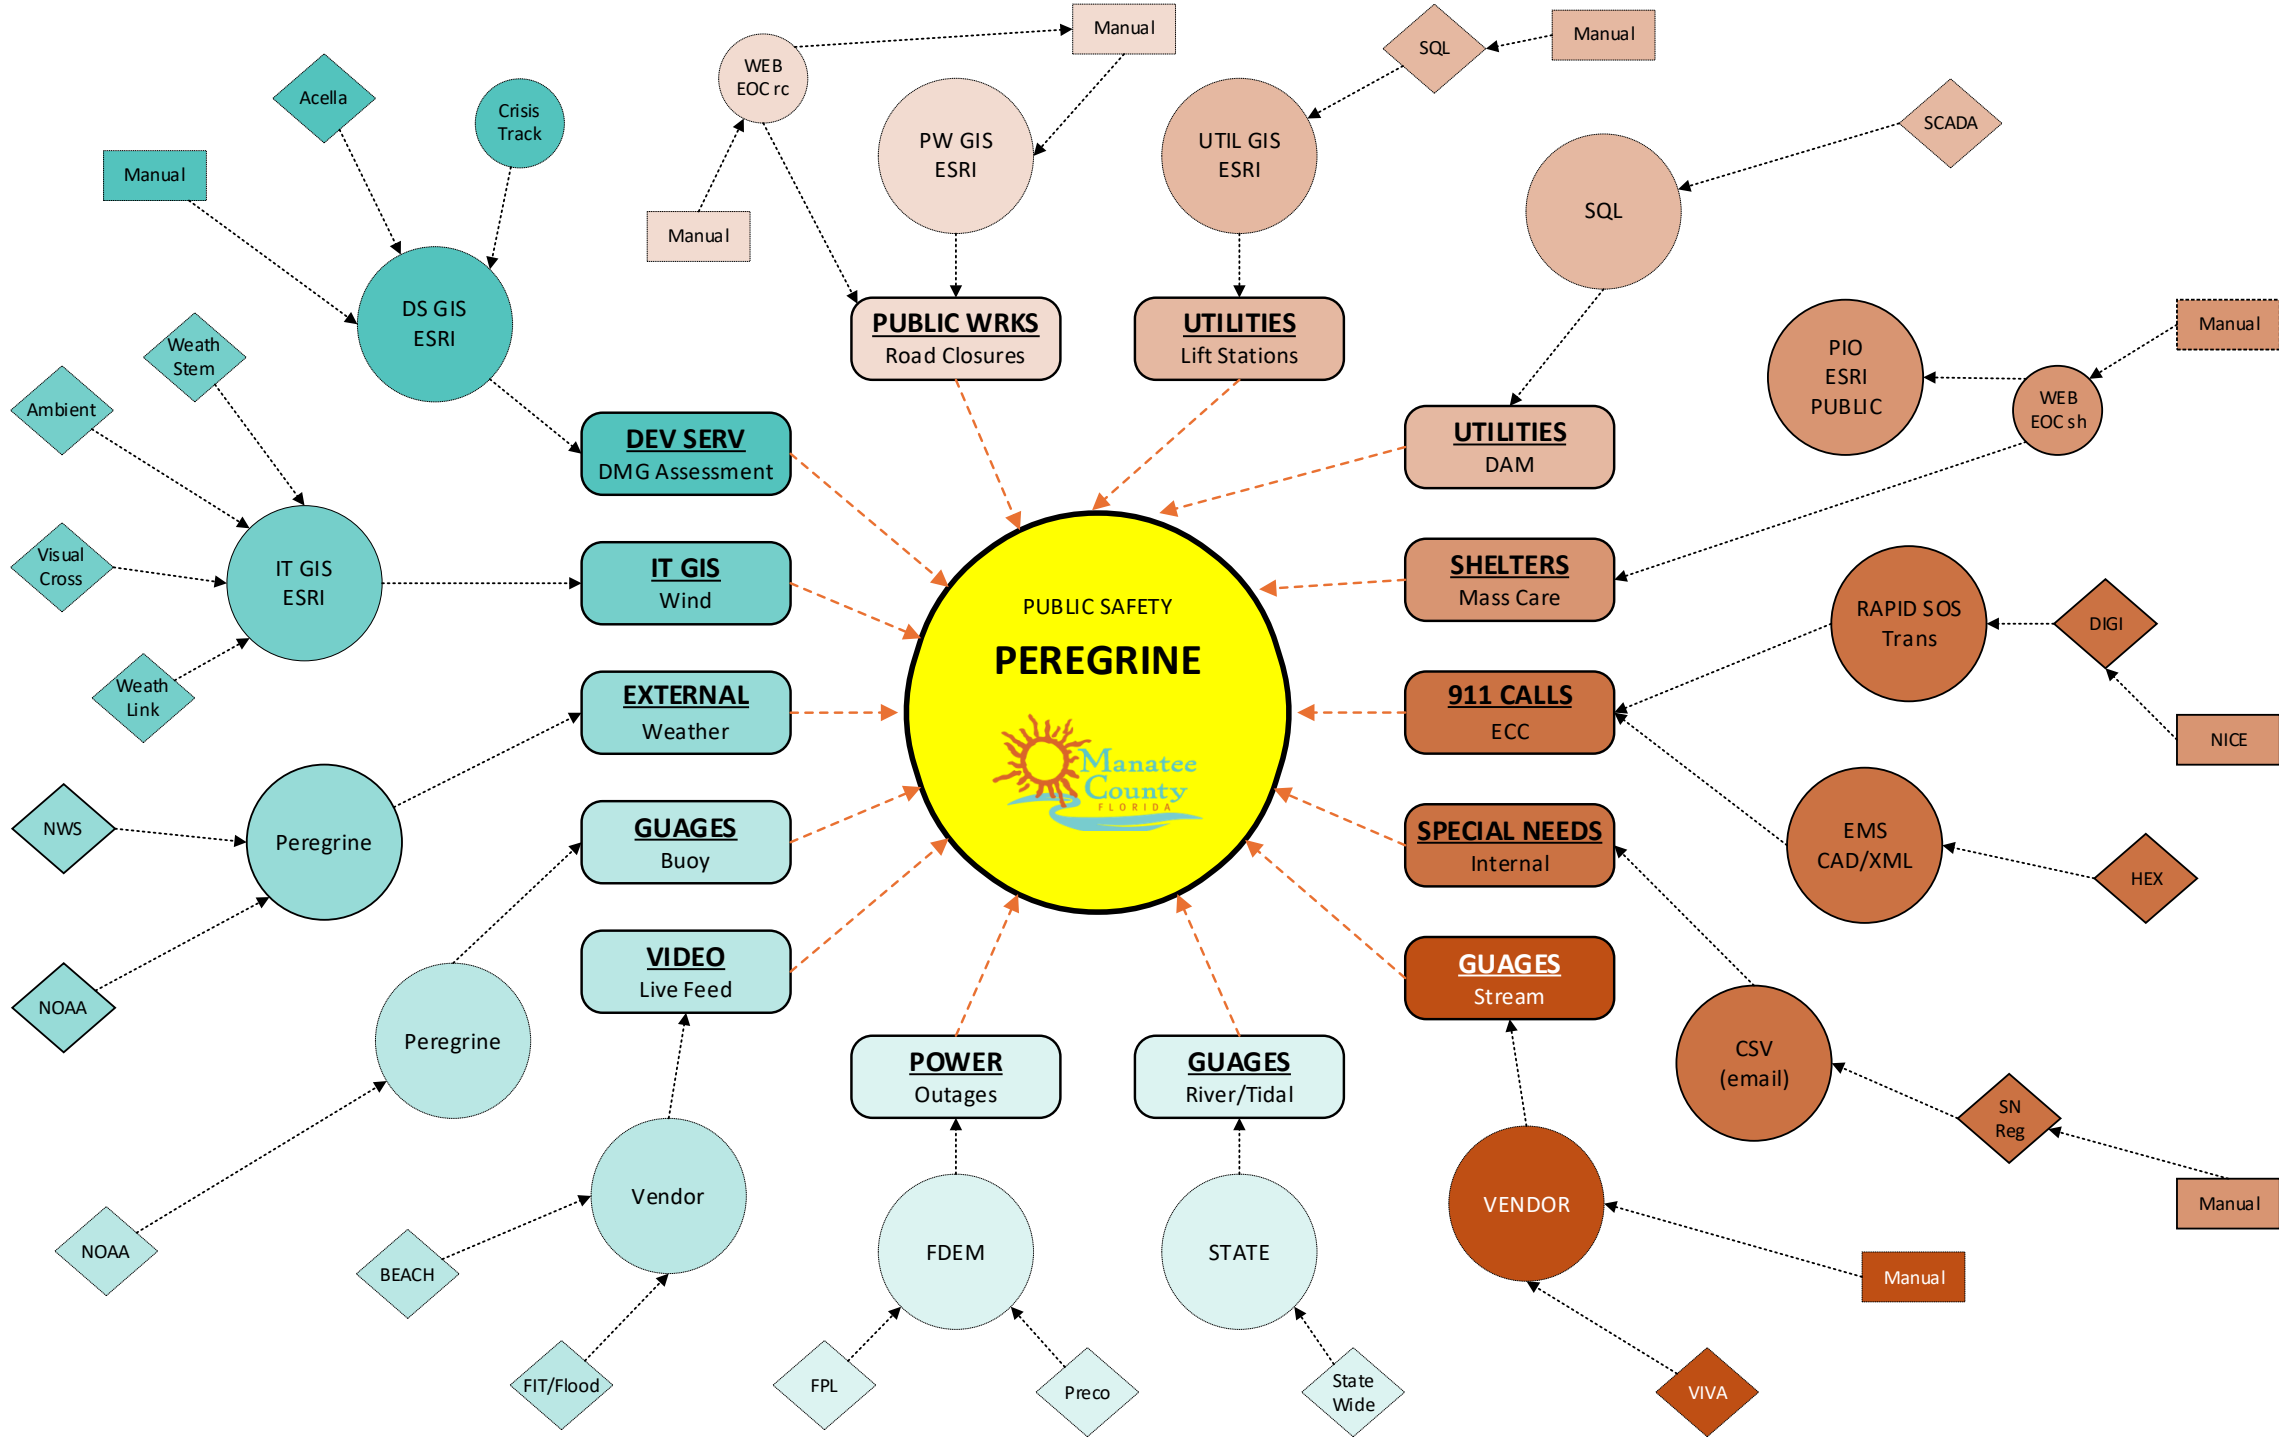 Manual
WEB
EOC rc
SQL
Manual
Acella
Crisis
Track
SCADA
PW GIS
ESRI
UTIL GIS
ESRI
Manual
SQL
Manual
DS GIS
ESRI
PUBLIC WRKS
Road Closures
UTILITIES
Lift Stations
Manual
Weath
Stem
PIO
ESRI
PUBLIC
WEB
EOC sh
Ambient
DEV SERV
DMG Assessment
UTILITIES
DAM
Visual
Cross
IT GIS
ESRI
IT GIS
Wind
SHELTERS
Mass Care
PUBLIC SAFETY
PEREGRINE
Manatee
County
FLORIDA
RAPID SOS
Trans
DIGI
Weath
Link
EXTERNAL
Weather
911 CALLS
ECC
NICE
NWS
Peregrine
GUAGES
Buoy
SPECIAL NEEDS
Internal
EMS
CAD/XML
HEX
NOAA
VIDEO
Live Feed
GUAGES
Stream
Peregrine
POWER
Outages
GUAGES
River/Tidal
CSV
(email)
SN
Reg
Vendor
VENDOR
Manual
NOAA
BEACH
FDEM
STATE
Manual
FIT/Flood
FPL
Preco
State
Wide
VIVA